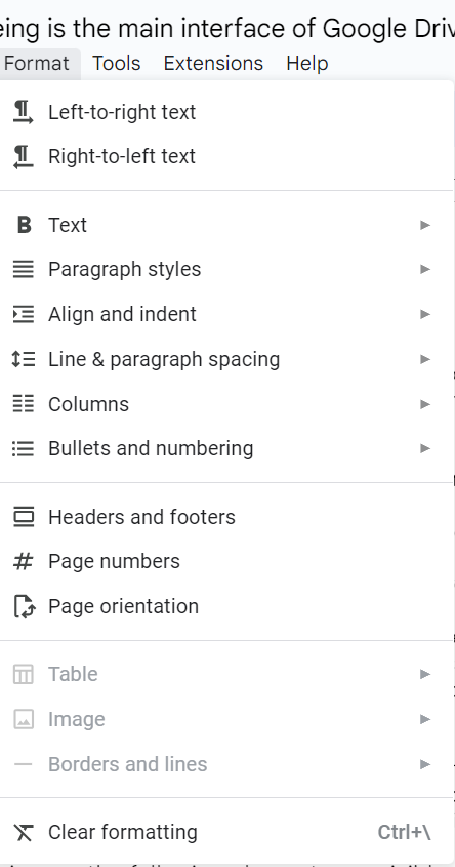 eing is the main interface of Google Driv
Format Tools Extensions Help
Left-to-right text
Right-to-left text
B Text
Paragraph styles
Align and indent
Line & paragraph spacing
Columns
Bullets and numbering
Headers and footers
# Page numbers
Page orientation
Table
Image
Borders and lines
Clear formatting Ctrl+\